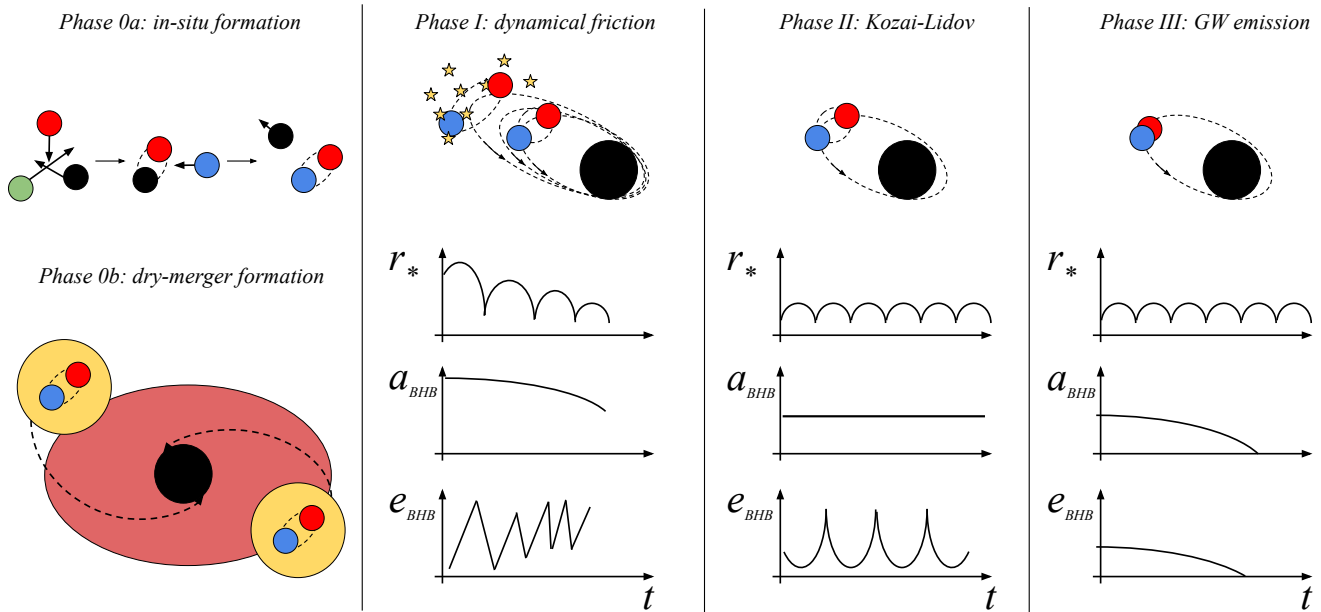 Phase 0a: in-situ formation
Phase 0b: dry-merger formation
Phase I: dynamical friction
r*
aBHB
eBHB
t
Phase II: Kozai-Lidov
r*
aBHB
eBHB
t
Phase III: GW emission
r*
aBHB
eBHB
t